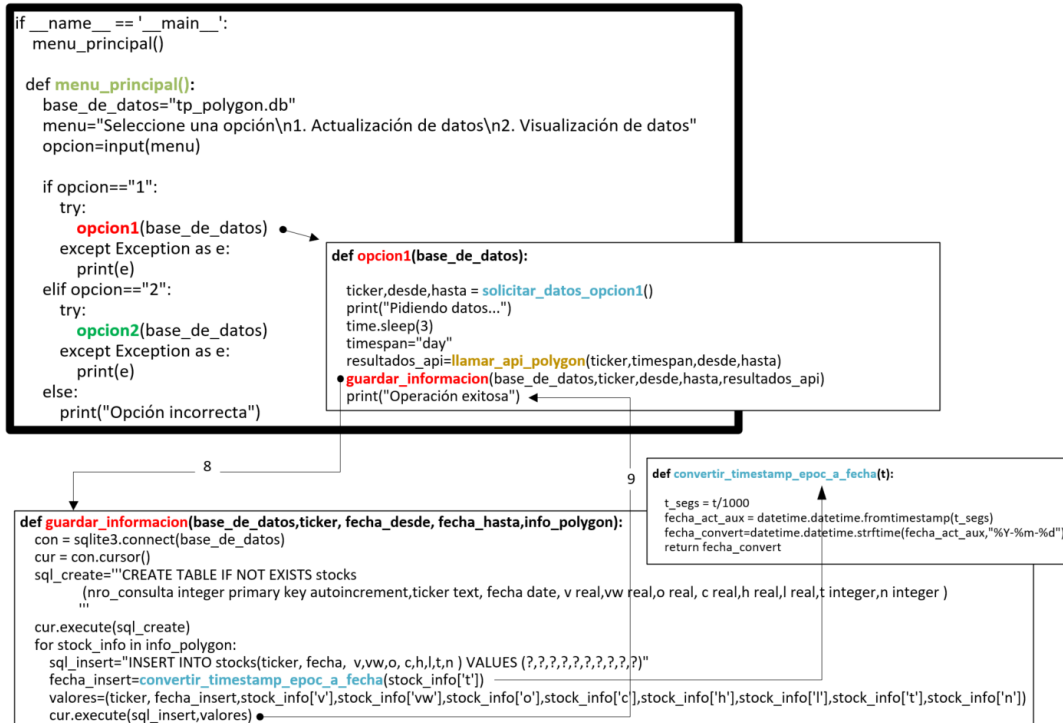 if __name__ == '__main__':
menu_principal()
def menu_principal():
base_de_datos="tp_polygon.db"
menu="Seleccione una opción\n1. Actualización de datos\n2. Visualización de datos"
opcion=input(menu)
if opcion=="1":
try:
opcion1(base_de_datos)
except Exception as e:
print(e)
elif opcion=="2":
try:
opcion2(base_de_datos)
except Exception as e:
print(e)
else:
print("Opción incorrecta")
def opcion1(base_de_datos):
ticker,desde,hasta = solicitar_datos_opcion1()
print("Pidiendo datos...")
time.sleep(3)
timespan="day"
resultados_api=llamar_api_polygon(ticker,timespan,desde,hasta)
guardar_informacion(base_de_datos,ticker,desde,hasta,resultados_api)
print("Operación exitosa")
8
9
def convertir_timestamp_epoc_a_fecha(t):
t_segs = t/1000
fecha_act_aux = datetime.datetime.fromtimestamp(t_segs)
fecha_convert=datetime.datetime.strftime(fecha_act_aux,"%Y-%m-%d")
return fecha_convert
def guardar_informacion(base_de_datos,ticker, fecha_desde, fecha_hasta,info_polygon):
con = sqlite3.connect(base_de_datos)
cur = con.cursor()
sql_create='''CREATE TABLE IF NOT EXISTS stocks
(nro_consulta integer primary key autoincrement,ticker text, fecha date, v real,vw real,o real, c real,h real,l real,t integer,n integer )
'''
cur.execute(sql_create)
for stock_info in info_polygon:
sql_insert="INSERT INTO stocks(ticker, fecha,  v,vw,o, c,h,l,t,n ) VALUES (?,?,?,?,?,?,?,?,?,?)"
fecha_insert=convertir_timestamp_epoc_a_fecha(stock_info['t'])
valores=(ticker, fecha_insert,stock_info['v'],stock_info['vw'],stock_info['o'],stock_info['c'],stock_info['h'],stock_info['l'],stock_info['t'],stock_info['n'])
cur.execute(sql_insert,valores)